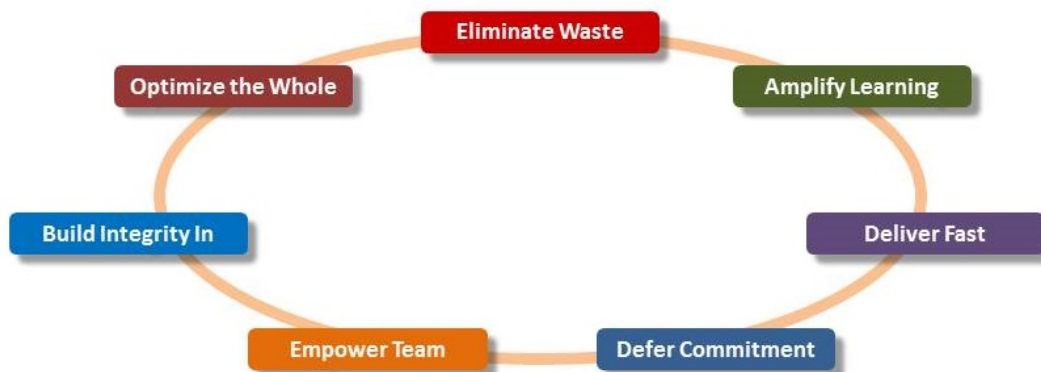 Eliminate Waste
Optimize the Whole
Amplify Learning
Build Integrity In
Deliver Fast
Empower Team
Defer Commitment